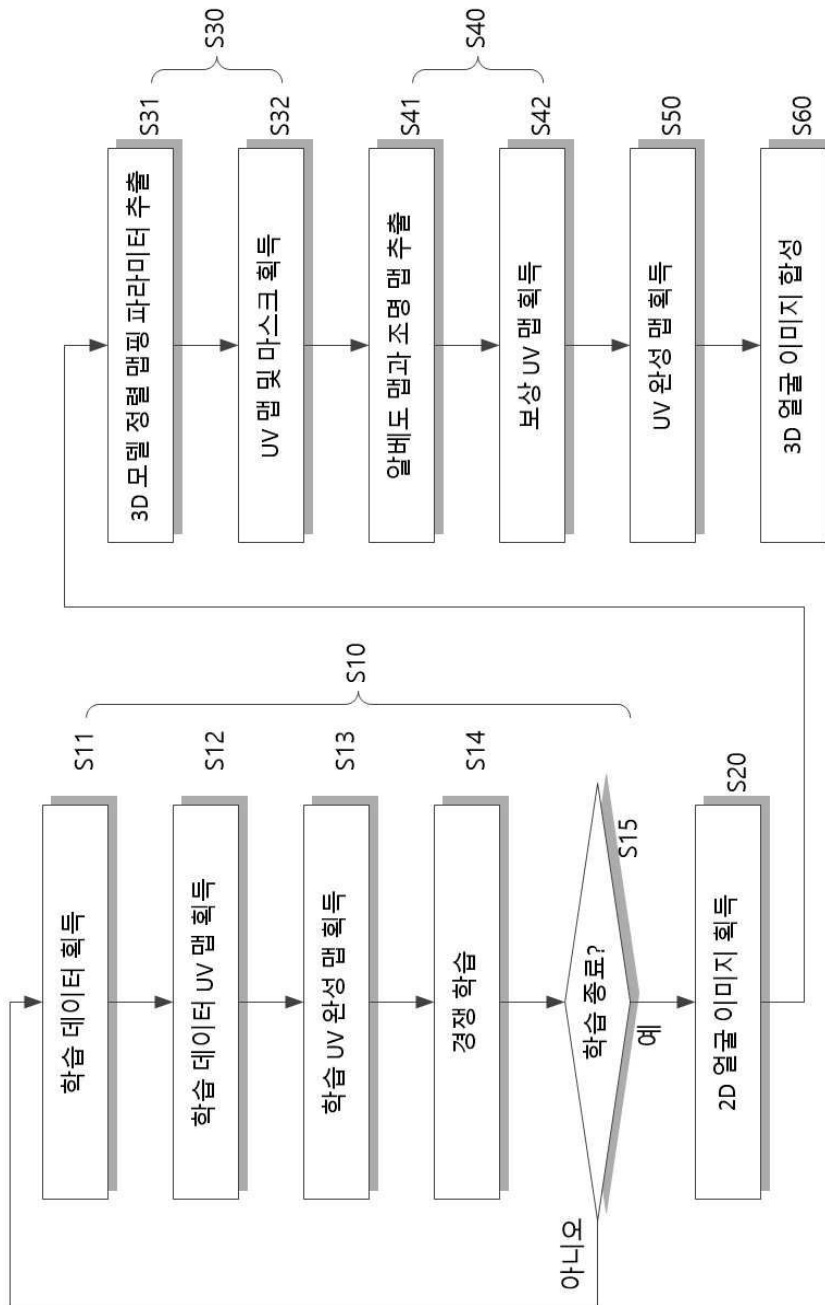 학습 데이터 획득
S11
학습 데이터 UV 맵 획득
S12
학습 UV 완성 맵 획득
S13
경쟁 학습
S14
S10
학습 종료?
S15
아니오
예
2D 얼굴 이미지 획득
S20
3D 모델 정렬 맵핑 파라미터 추출
S31
UV 맵 및 마스크 획득
S32
S30
알베도 맵과 조명 맵 추출
S41
보상 UV 맵 획득
S42
S40
UV 완성 맵 획득
S50
3D 얼굴 이미지 합성
S60